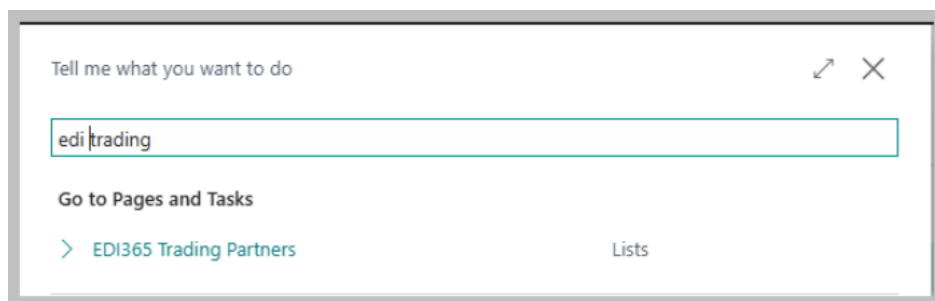 Tell me what you want to do
edi trading
Go to Pages and Tasks
EDI365 Trading Partners Lists